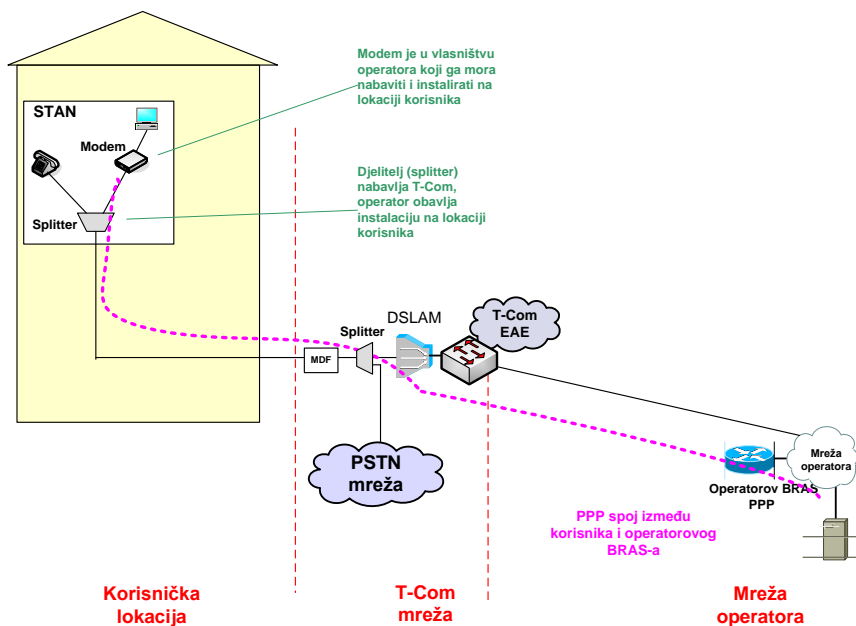 Modem je u vlasništvu
operatora koji ga mora
nabaviti i instalirati na
lokaciji korisnika
STAN
Modem
Djelitelj (splitter)
nabavlja T-Com,
operator obavlja
instalaciju na lokaciji
korisnika
Splitter
DSLAM
T-Com
EAE
Splitter
MDF
PSTN
mreža
Mreža
operatora
Operatorov BRAS
PPP
PPP spoj između
korisnika i operatorovog
BRAS-a
Korisnička
lokacija
T-Com
mreža
Mreža
operatora